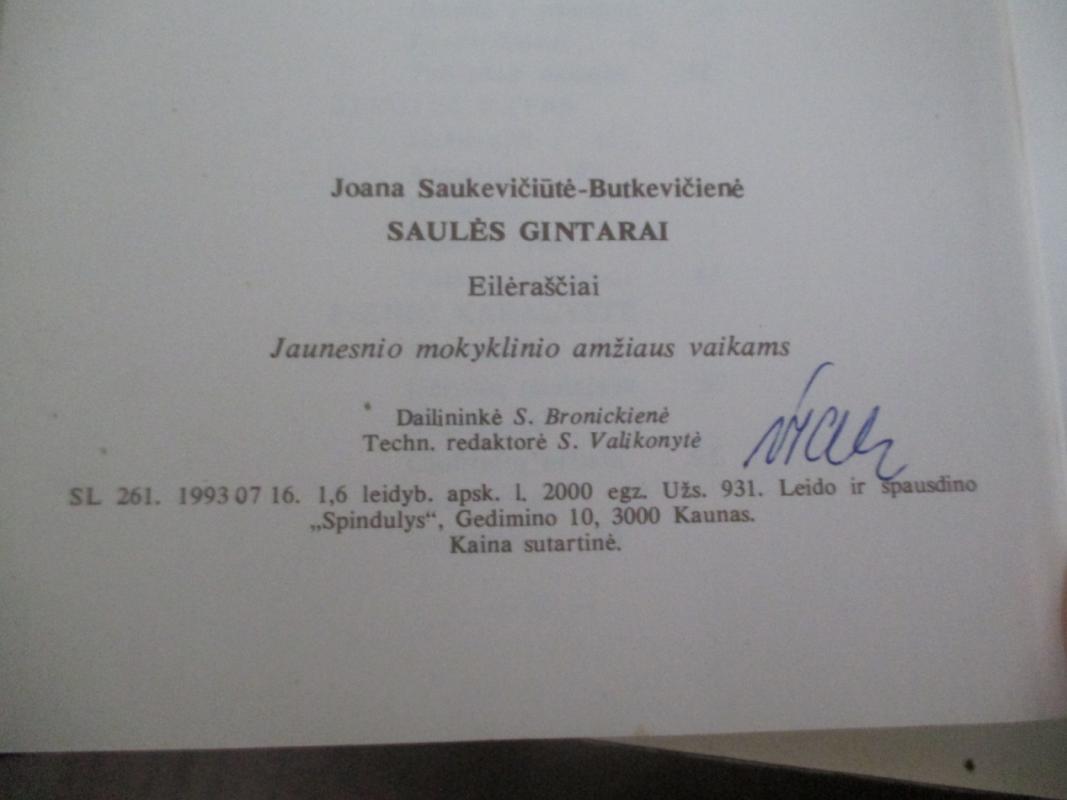 Joana Saukevičiūtė-Butkevičienė
SAULĖS GINTARAI
Eilėraščiai
Jaunesnio mokyklinio amžiaus vaikams
Dailininkė S. Bronickienė
Techn. redaktorė S. Valikonytė
SL 261. 1993 07 16. 1,6 leidyb. apsk. l. 2000 egz. Užs. 931. Leido ir spausdino
„Spindulys“, Gedimino 10, 3000 Kaunas.
Kaina sutartinė.